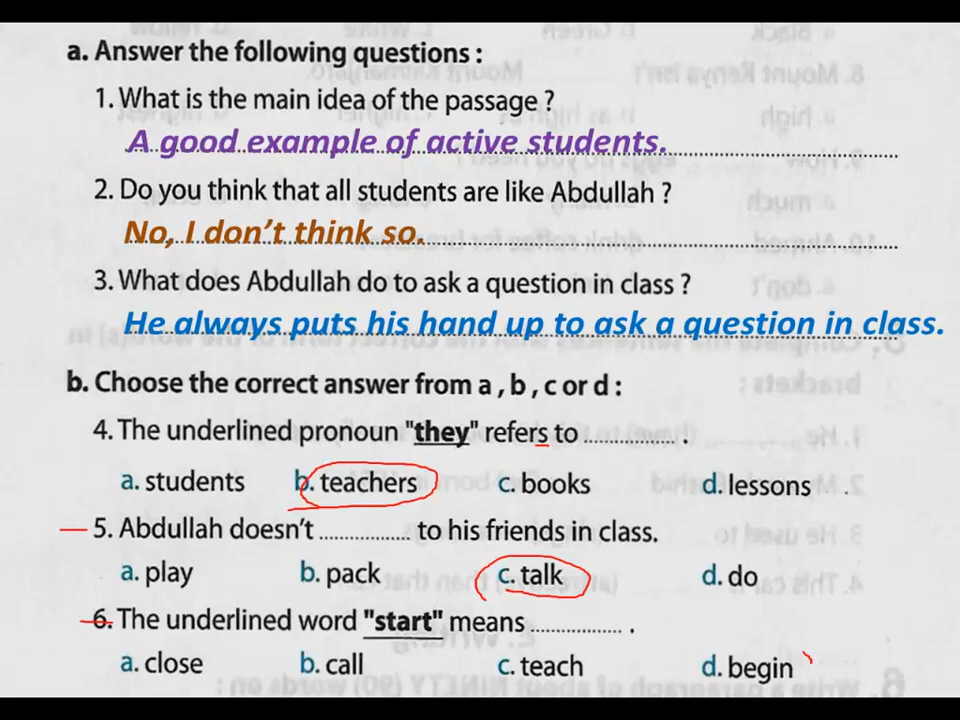 a. Answer the following questions :
1. What is the main idea of the passage ?
A good example of active students.
2. Do you think that all students are like Abdullah ?
No, I don't think so.
3. What does Abdullah do to ask a question in class ?
He always puts his hand up to ask a question in class.
b. Choose the correct answer from a , b , c or d :
4. The underlined pronoun "they" refers to .................... .
a. students b. teachers c. books d. lessons
5. Abdullah doesn't .................... to his friends in class.
a. play b. pack c. talk d. do
6. The underlined word "start" means .................... .
a. close b. call c. teach d. begin